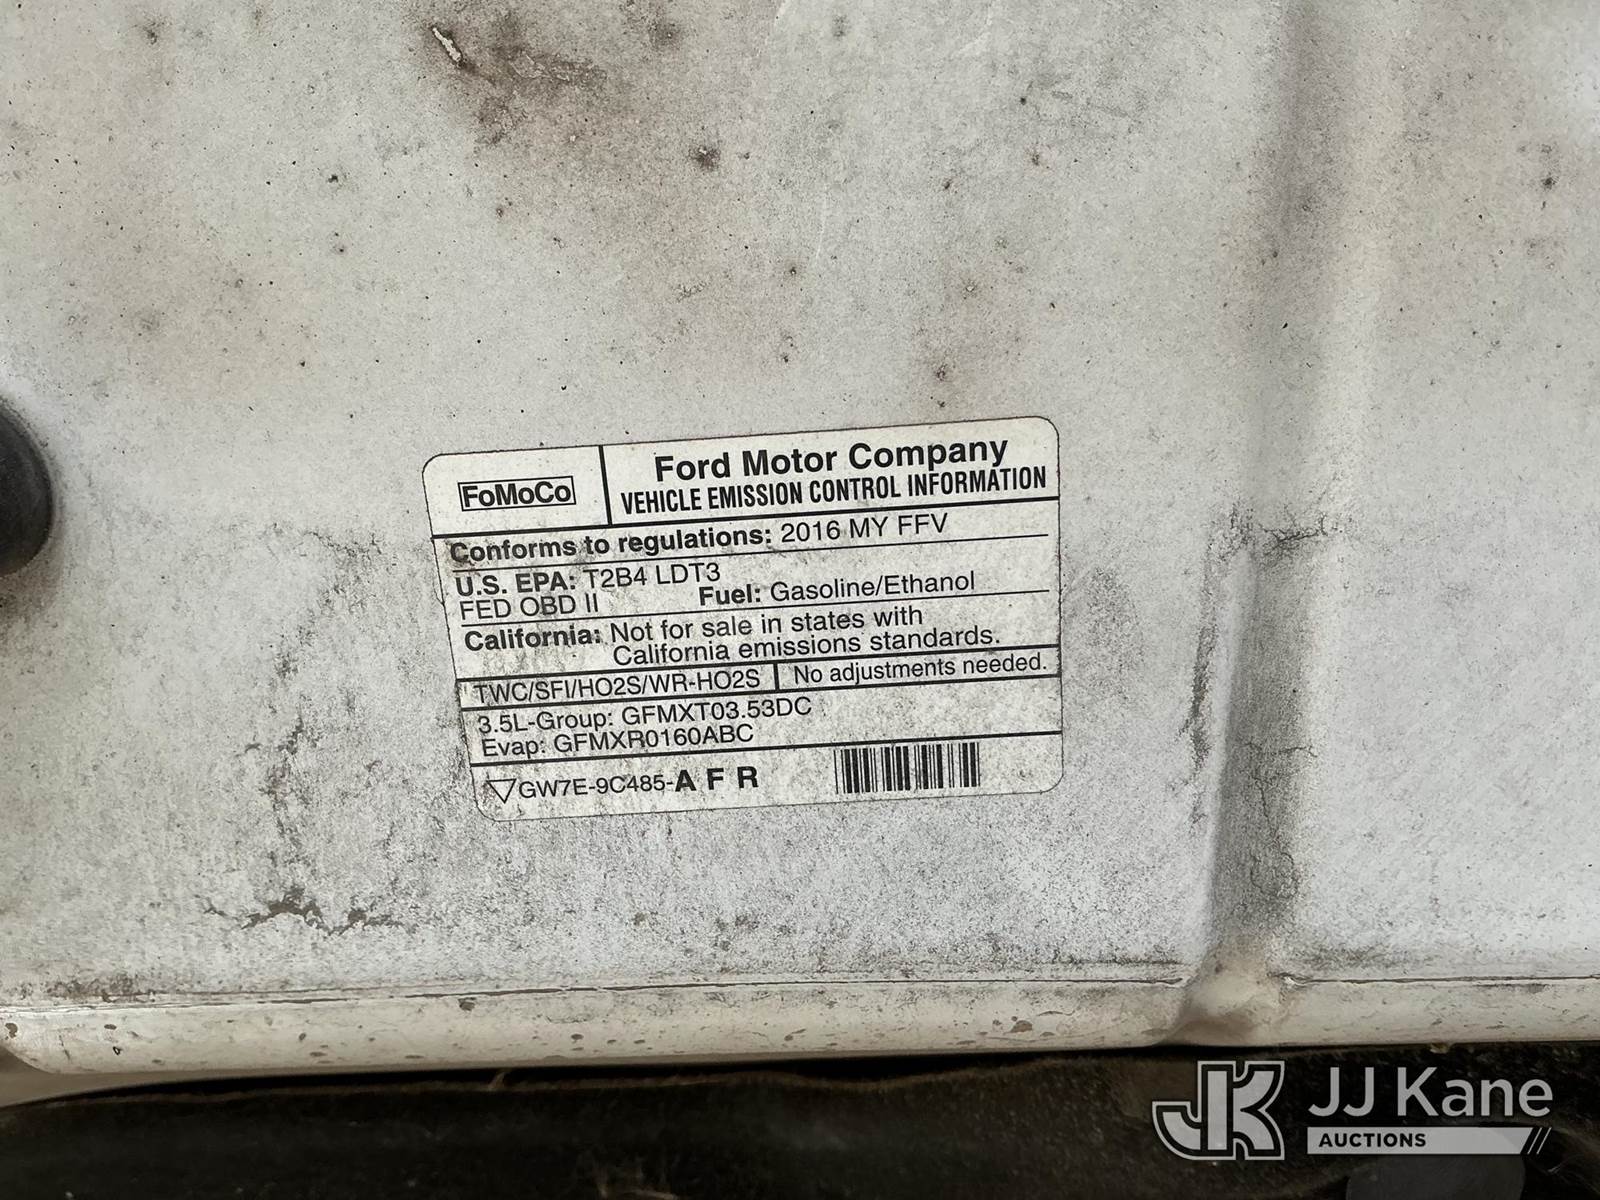 FoMoCo
Ford Motor Company
VEHICLE EMISSION CONTROL INFORMATION
Conforms to regulations: 2016 MY FFV
U.S. EPA: T2B4 LDT3
FED OBD II Fuel: Gasoline/Ethanol
California: Not for sale in states with
California emissions standards.
TWC/SFI/HO2S/WR-HO2S No adjustments needed.
3.5L-Group: GFMXT03.53DC
Evap: GFMXR0160ABC
GW7E-9C485-A F R
JK JJ Kane
AUCTIONS